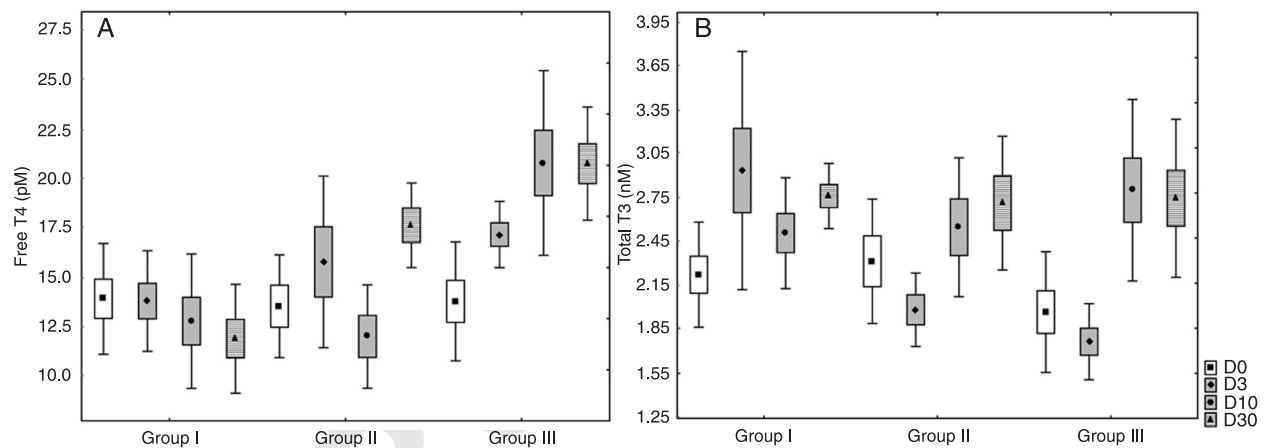 A
27.5
25.0
22.5
20.0
17.5
15.0
12.5
10.0
Free T4 (pM)
Group I
Group II
Group III
B
3.95
3.65
3.35
3.05
2.75
2.45
2.15
1.85
1.55
1.25
Total T3 (nM)
Group I
Group II
Group III
D0
D3
D10
D30